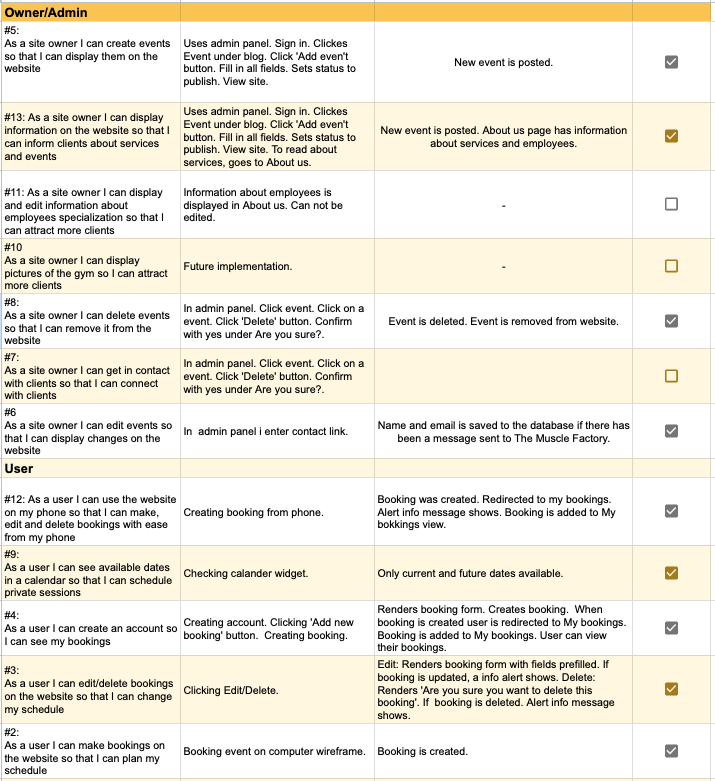 Owner/Admin
#5:
As a site owner I can create events
so that I can display them on the
website
Uses admin panel. Sign in. Clickes
Event under blog. Click 'Add even't
button. Fill in all fields. Sets status to
publish. View site.
New event is posted.
#13: As a site owner I can display
information on the website so that I
can inform clients about services
and events
Uses admin panel. Sign in. Clickes
Event under blog. Click 'Add even't
button. Fill in all fields. Sets status to
publish. View site. To read about
services, goes to About us.
New event is posted. About us page has information
about services and employees.
#11: As a site owner I can display
and edit information about
employees specialization so that I
can attract more clients
Information about employees is
displayed in About us. Can not be
edited.
-
#10
As a site owner I can display
pictures of the gym so I can attract
more clients
Future implementation.
-
#8:
As a site owner I can delete events
so that I can remove it from the
website
In admin panel. Click event. Click on a
event. Click 'Delete' button. Confirm
with yes under Are you sure?.
Event is deleted. Event is removed from website.
#7:
As a site owner I can get in contact
with clients so that I can connect
with clients
In admin panel. Click event. Click on a
event. Click 'Delete' button. Confirm
with yes under Are you sure?.
#6
As a site owner I can edit events so
that I can display changes on the
website
In  admin panel i enter contact link.
Name and email is saved to the database if there has
been a message sent to The Muscle Factory.
User
#12: As a user I can use the website
on my phone so that I can make,
edit and delete bookings with ease
from my phone
Creating booking from phone.
Booking was created. Redirected to my bookings.
Alert info message shows. Booking is added to My
bokkings view.
#9:
As a user I can see available dates
in a calendar so that I can schedule
private sessions
Checking calander widget.
Only current and future dates available.
#4:
As a user I can create an account so
I can see my bookings
Creating account. Clicking 'Add new
booking' button.  Creating booking.
Renders booking form. Creates booking.  When
booking is created user is redirected to My bookings.
Booking is added to My bookings. User can view
their bookings.
#3:
As a user I can edit/delete bookings
on the website so that I can change
my schedule
Clicking Edit/Delete.
Edit: Renders booking form with fields prefilled. If
booking is updated, a info alert shows. Delete:
Renders 'Are you sure you want to delete this
booking'. If  booking is deleted. Alert info message
shows.
#2:
As a user I can make bookings on
the website so that I can plan my
schedule
Booking event on computer wireframe.
Booking is created.